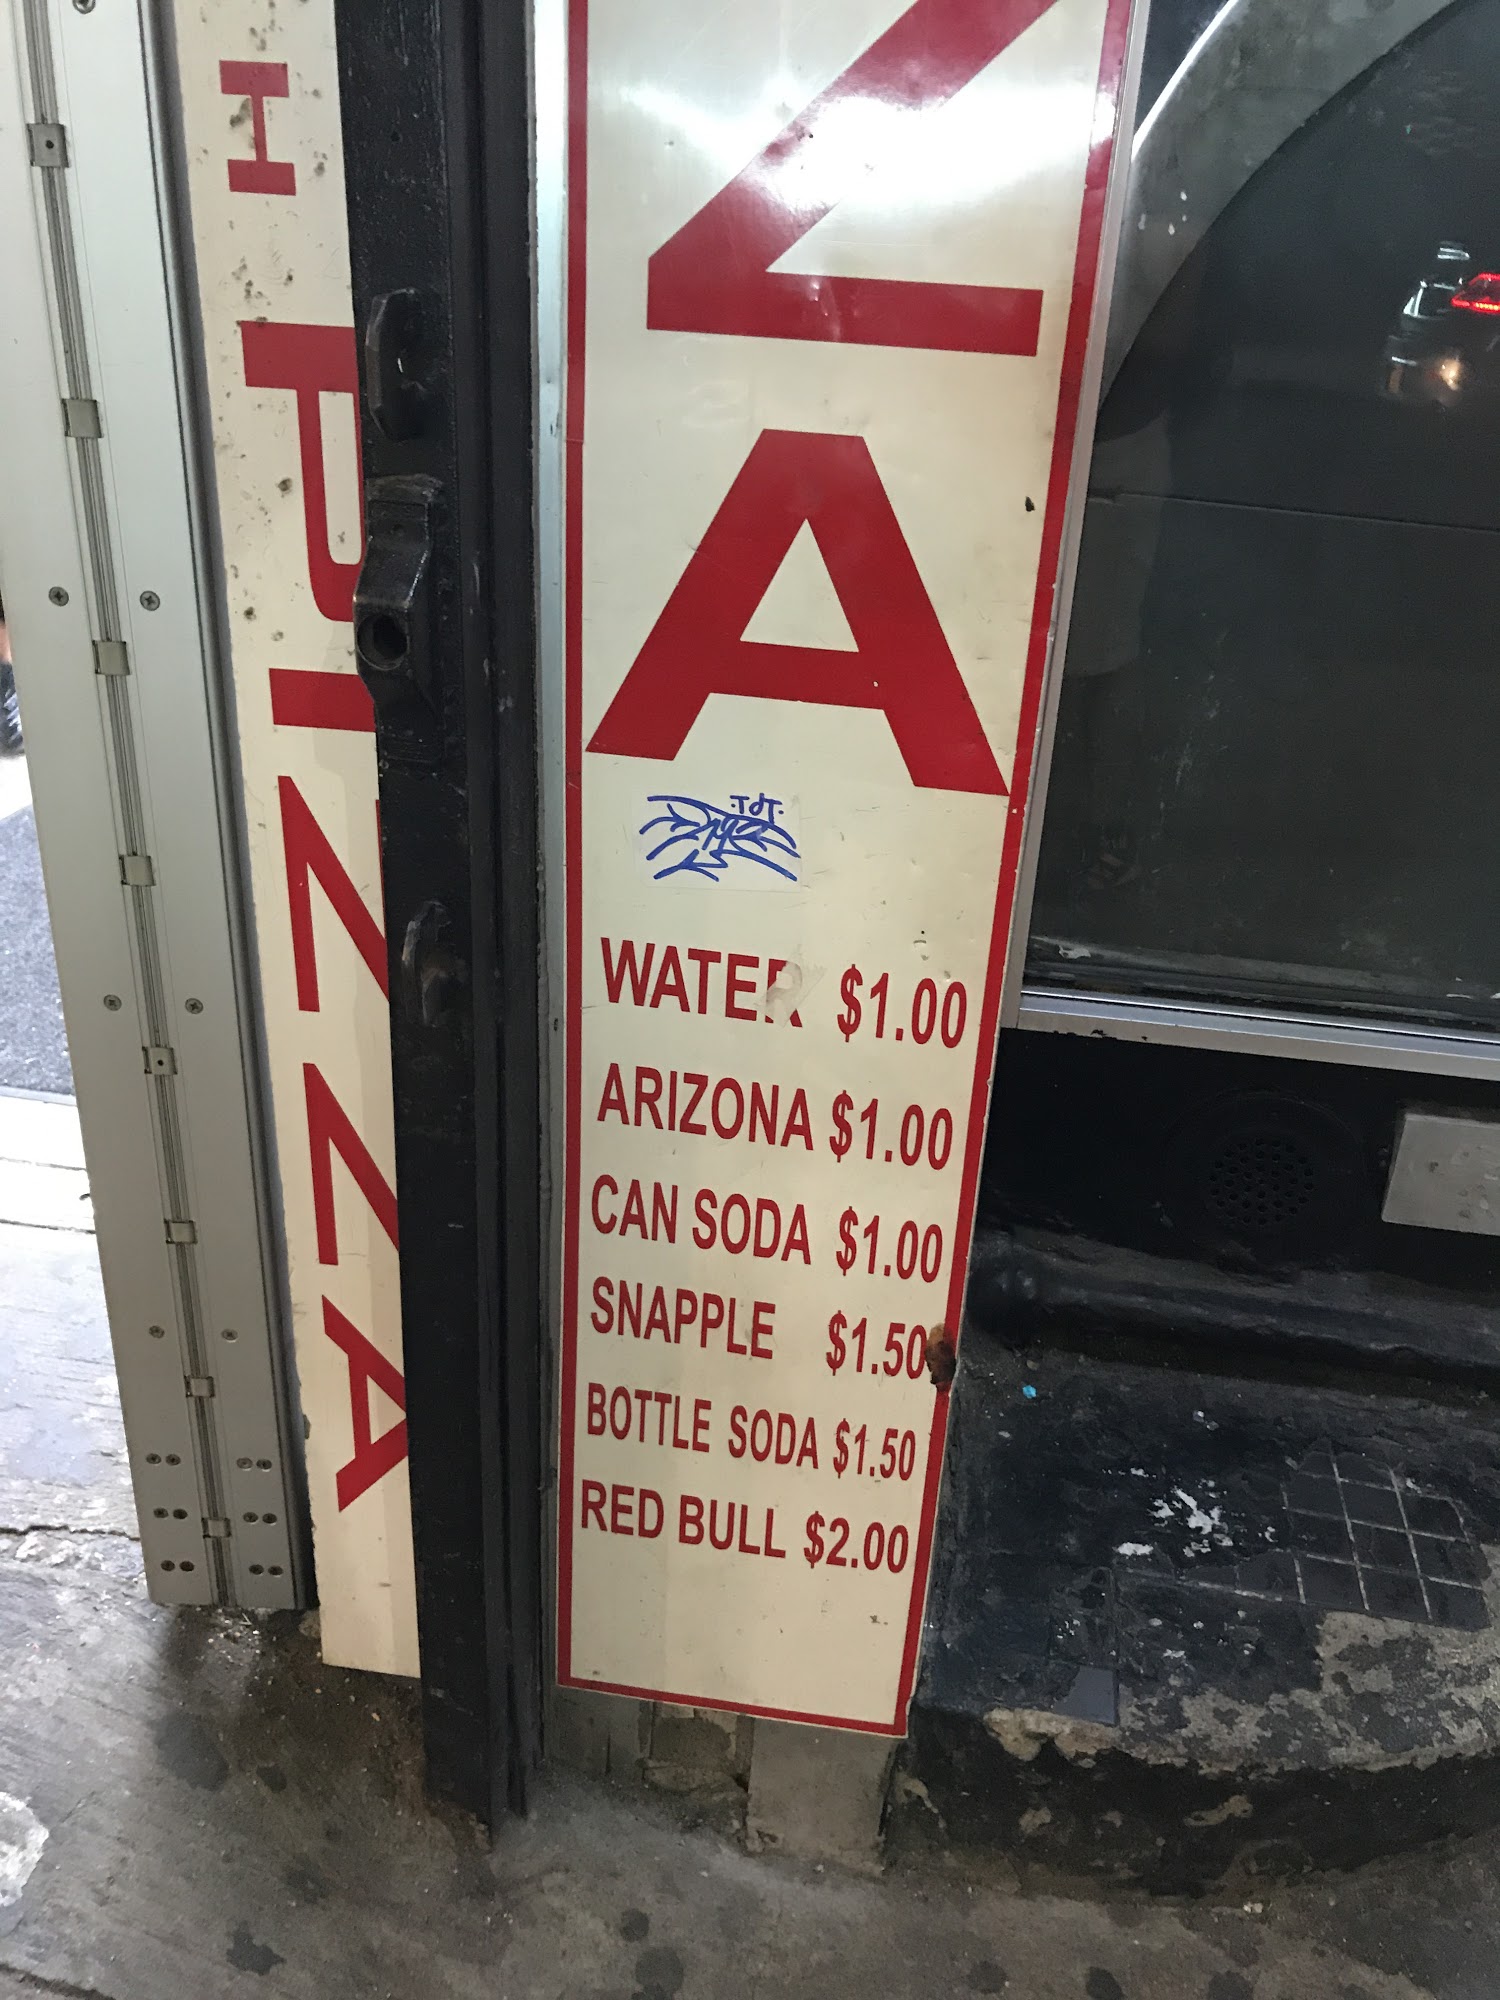 H
PIZZA
Z
A
TDT
WATER $1.00
ARIZONA $1.00
CAN SODA $1.00
SNAPPLE $1.50
BOTTLE SODA $1.50
RED BULL $2.00